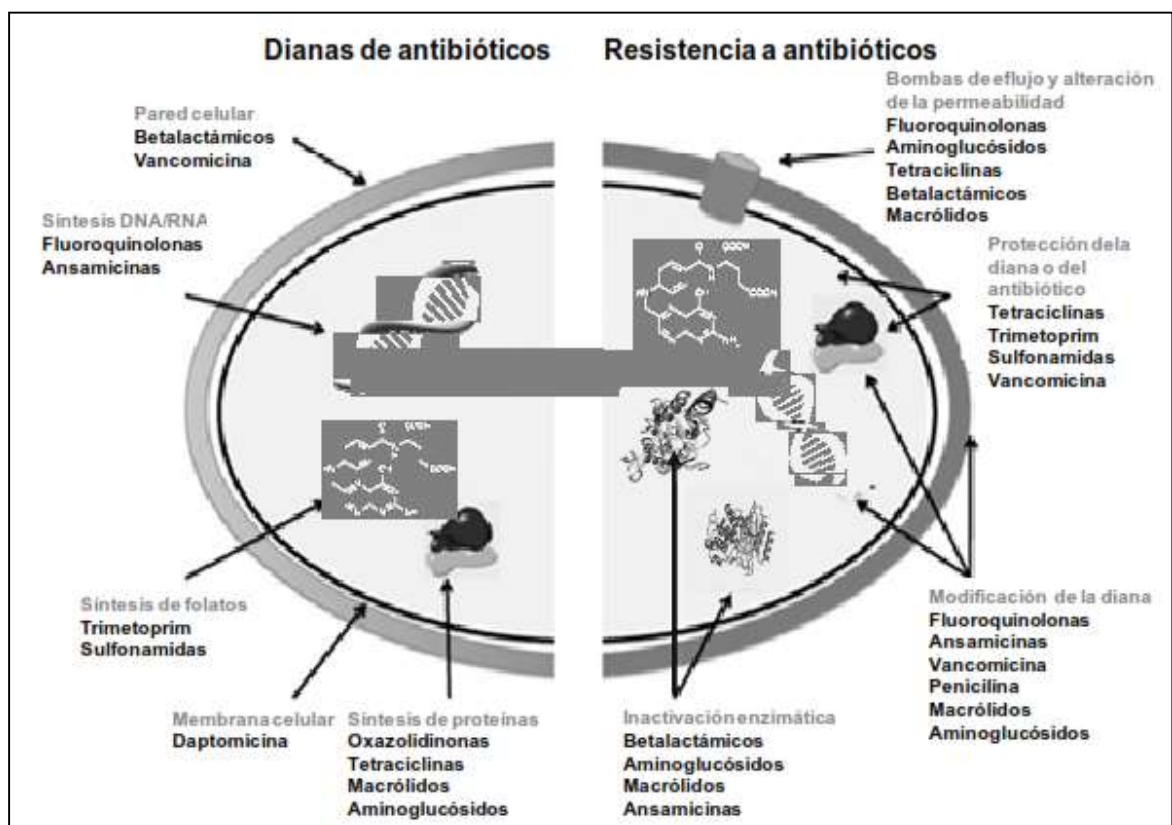 Dianas de antibióticos
Pared celular
Betalactámicos
Vancomicina
Síntesis DNA/RNA
Fluoroquinolonas
Ansamicinas
Síntesis de folatos
Trimetoprim
Sulfonamidas
Membrana celular
Daptomicina
Síntesis de proteínas
Oxazolidinonas
Tetraciclinas
Macrólidos
Aminoglucósidos
Resistencia a antibióticos
Bombas de eflujo y alteración
de la permeabilidad
Fluoroquinolonas
Aminoglucósidos
Tetraciclinas
Betalactámicos
Macrólidos
Protección dela
diana o del
antibiótico
Tetraciclinas
Trimetoprim
Sulfonamidas
Vancomicina
Modificación de la diana
Fluoroquinolonas
Ansamicinas
Vancomicina
Penicilina
Macrólidos
Aminoglucósidos
Inactivación enzimática
Betalactámicos
Aminoglucósidos
Macrólidos
Ansamicinas